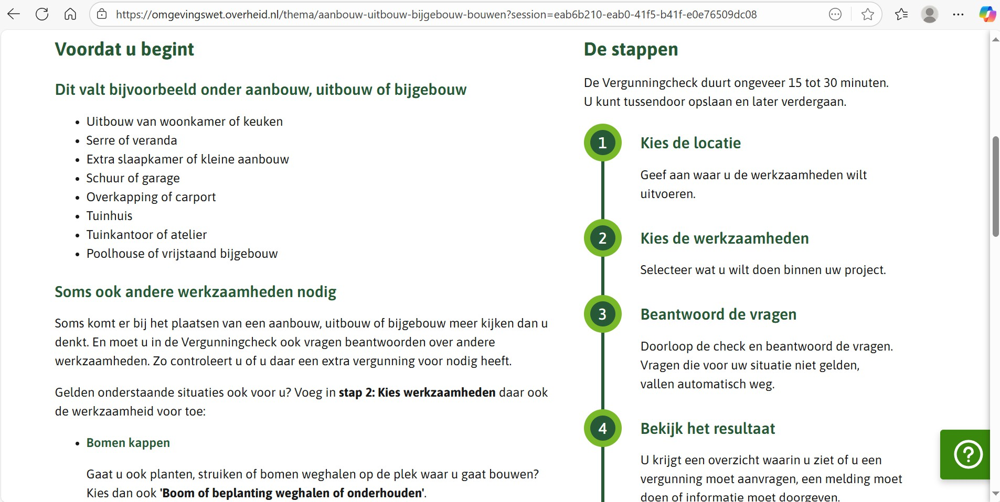 https://omgevingswet.overheid.nl/thema/aanbouw-uitbouw-bijgebouw-bouwen?session=eab6b210-eab0-41f5-b41f-e0e76509dc08
Voordat u begint
Dit valt bijvoorbeeld onder aanbouw, uitbouw of bijgebouw
• Uitbouw van woonkamer of keuken
• Serre of veranda
• Extra slaapkamer of kleine aanbouw
• Schuur of garage
• Overkapping of carport
• Tuinhuis
• Tuinkantoor of atelier
• Poolhouse of vrijstaand bijgebouw
Soms ook andere werkzaamheden nodig
Soms komt er bij het plaatsen van een aanbouw, uitbouw of bijgebouw meer kijken dan u
denkt. En moet u in de Vergunningcheck ook vragen beantwoorden over andere
werkzaamheden. Zo controleert u of u daar een extra vergunning voor nodig heeft.
Gelden onderstaande situaties ook voor u? Voeg in stap 2: Kies werkzaamheden daar ook
de werkzaamheid voor toe:
• Bomen kappen
Gaat u ook planten, struiken of bomen weghalen op de plek waar u gaat bouwen?
Kies dan ook 'Boom of beplanting weghalen of onderhouden'.
De stappen
De Vergunningcheck duurt ongeveer 15 tot 30 minuten.
U kunt tussendoor opslaan en later verdergaan.
1 Kies de locatie
Geef aan waar u de werkzaamheden wilt
uitvoeren.
2 Kies de werkzaamheden
Selecteer wat u wilt doen binnen uw project.
3 Beantwoord de vragen
Doorloop de check en beantwoord de vragen.
Vragen die voor uw situatie niet gelden,
vallen automatisch weg.
4 Bekijk het resultaat
U krijgt een overzicht waarin u ziet of u een
vergunning moet aanvragen, een melding moet
doen of informatie moet doorgeven.